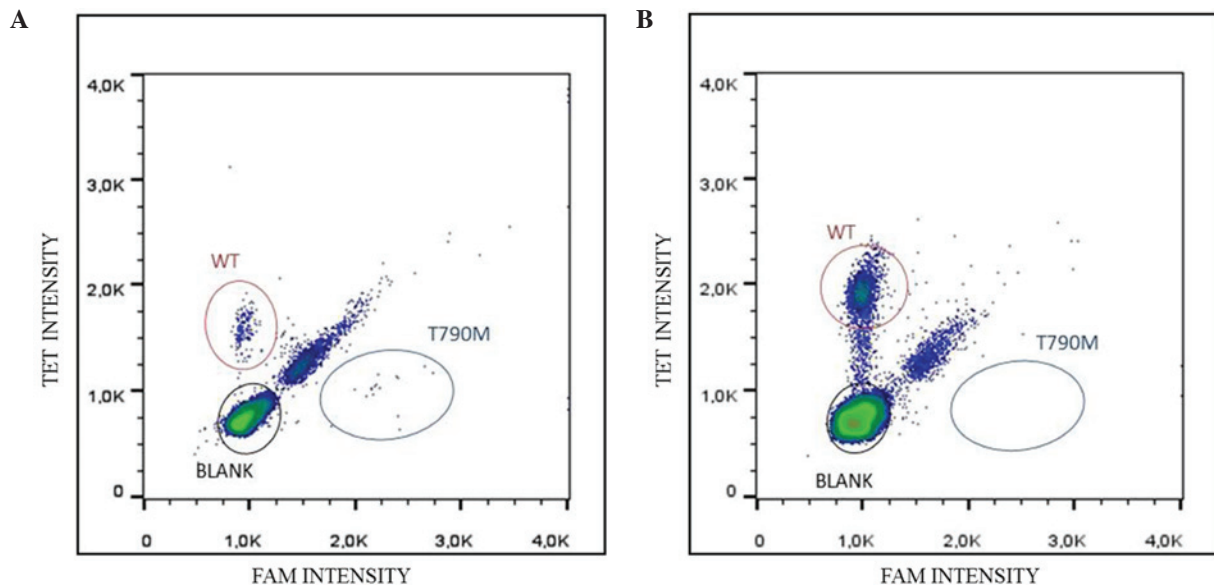 A
4,0K
3,0K
2,0K
1,0K
0
WT
T790M
BLANK
0 1,0K 2,0K 3,0K 4,0K
TET INTENSITY
FAM INTENSITY
B
4,0K
3,0K
2,0K
1,0K
0
WT
T790M
BLANK
0 1,0K 2,0K 3,0K 4,0K
TET INTENSITY
FAM INTENSITY